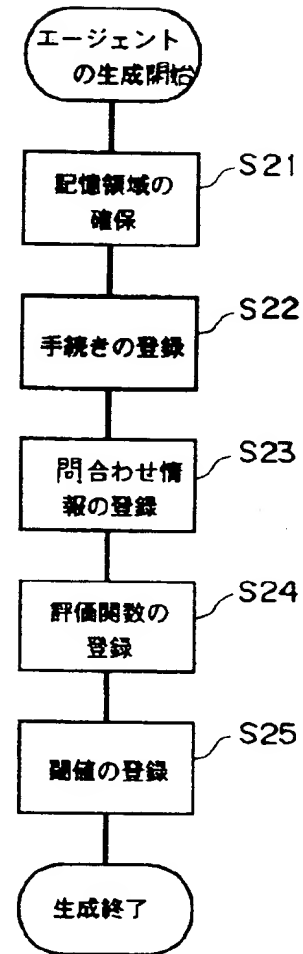 エージェント
の生成開始
S21
記憶領域の
確保
S22
手続きの登録
S23
問合わせ情
報の登録
S24
評価関数の
登録
S25
閾値の登録
生成終了